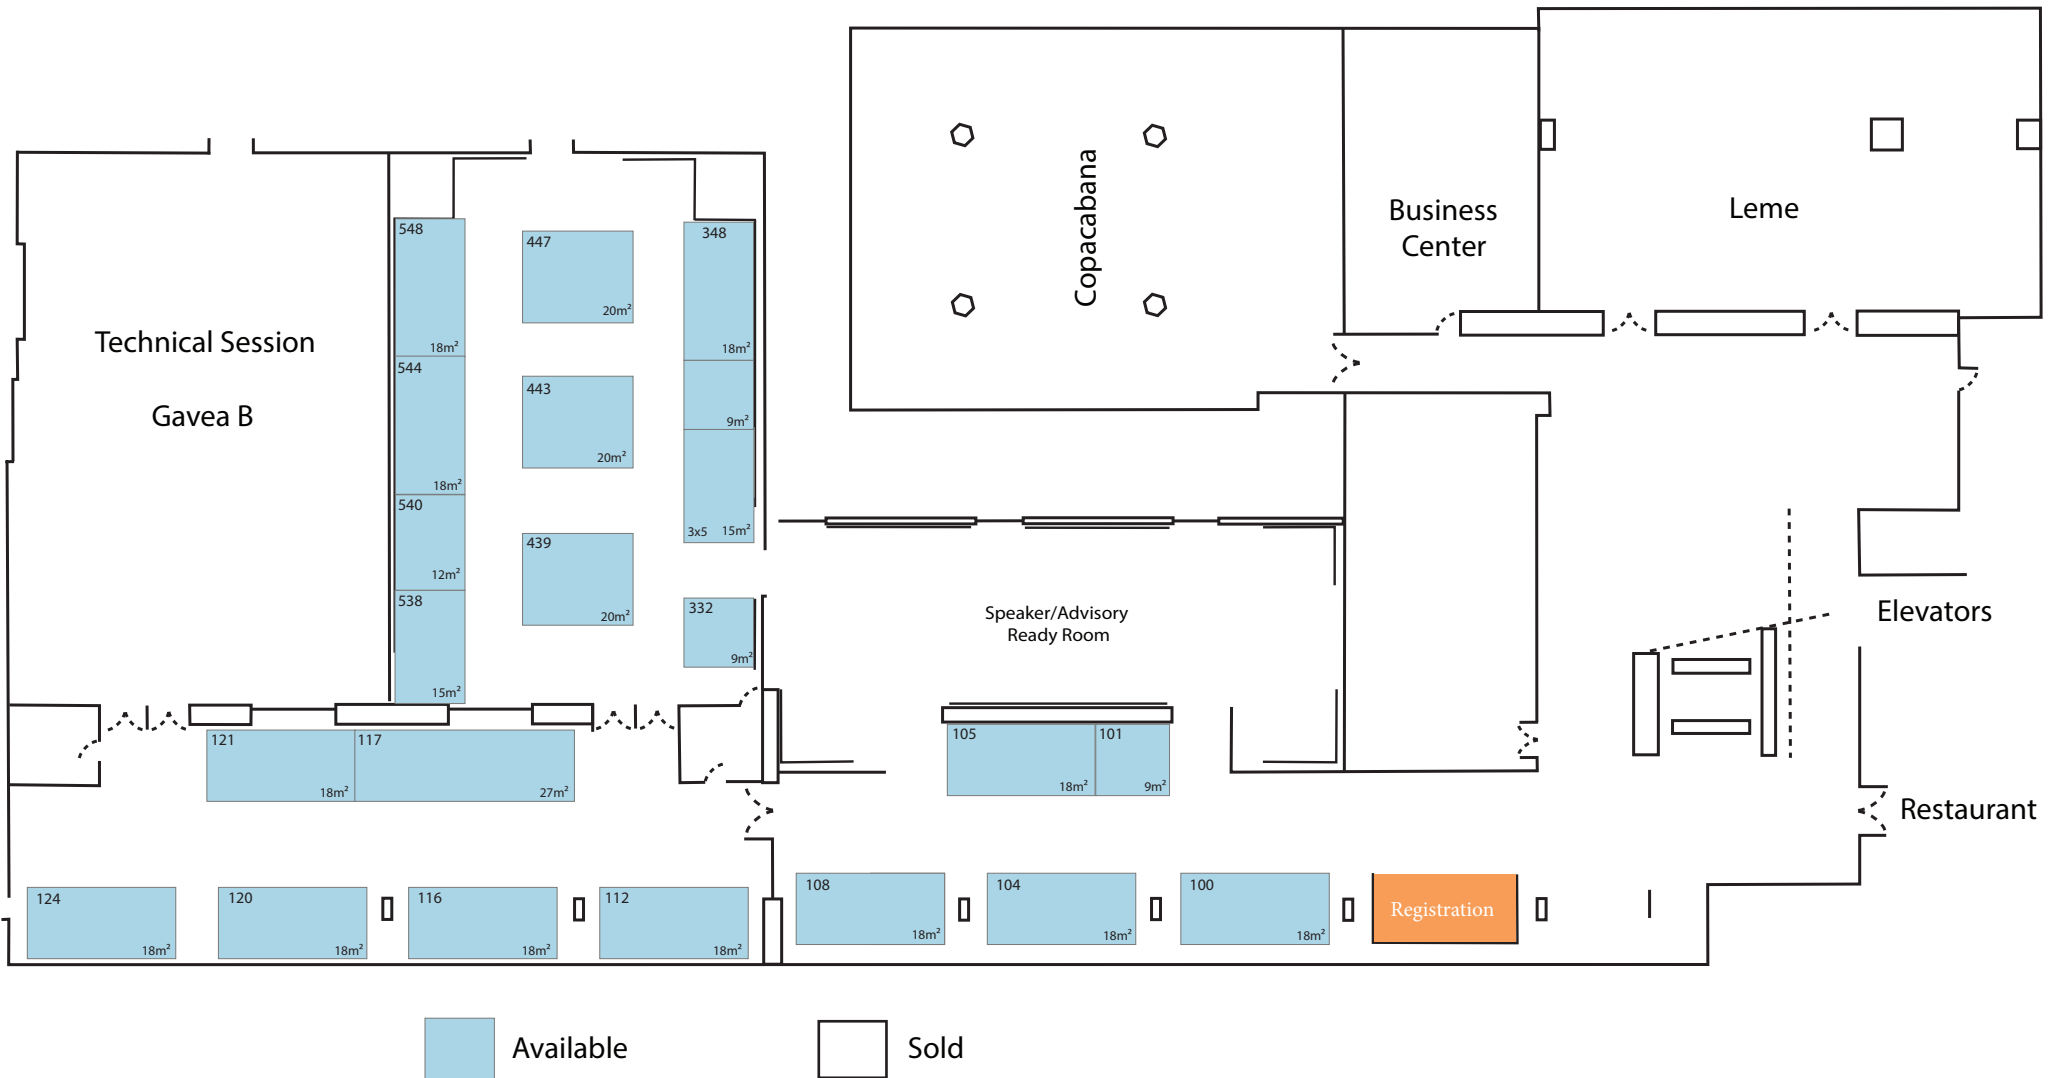 Copacabana
Business
Center
Leme
Technical Session
Gavea B
548
18m²
544
18m²
540
12m²
538
15m²
447
20m²
443
20m²
439
20m²
348
18m²
9m²
3x5 15m²
332
9m²
Speaker/Advisory
Ready Room
Elevators
Restaurant
121
18m²
117
27m²
105
18m²
101
9m²
124
18m²
120
18m²
116
18m²
112
18m²
108
18m²
104
18m²
100
18m²
Registration
Available
Sold